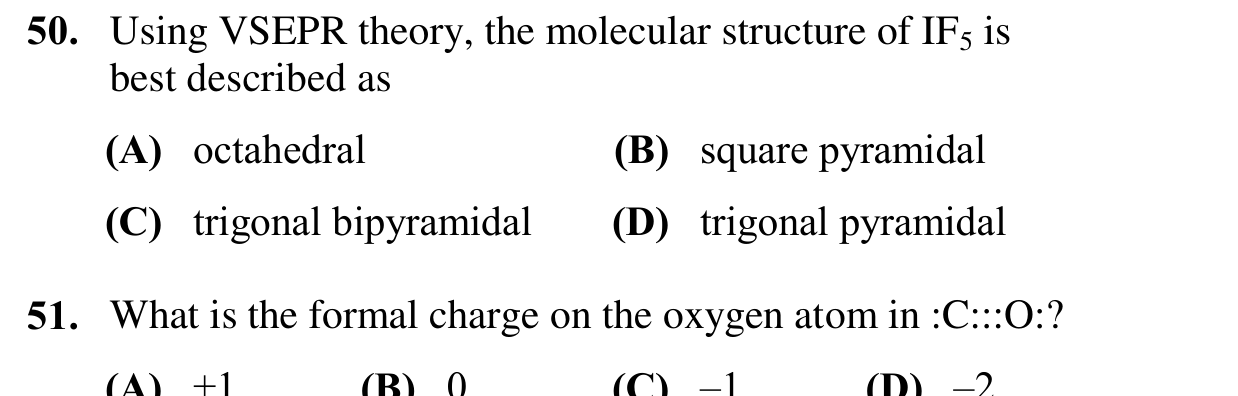 50. Using VSEPR theory, the molecular structure of IF₅ is
best described as
(A) octahedral (B) square pyramidal
(C) trigonal bipyramidal (D) trigonal pyramidal
51. What is the formal charge on the oxygen atom in :C:::O:?
(A) +1 (B) 0 (C) –1 (D) –2